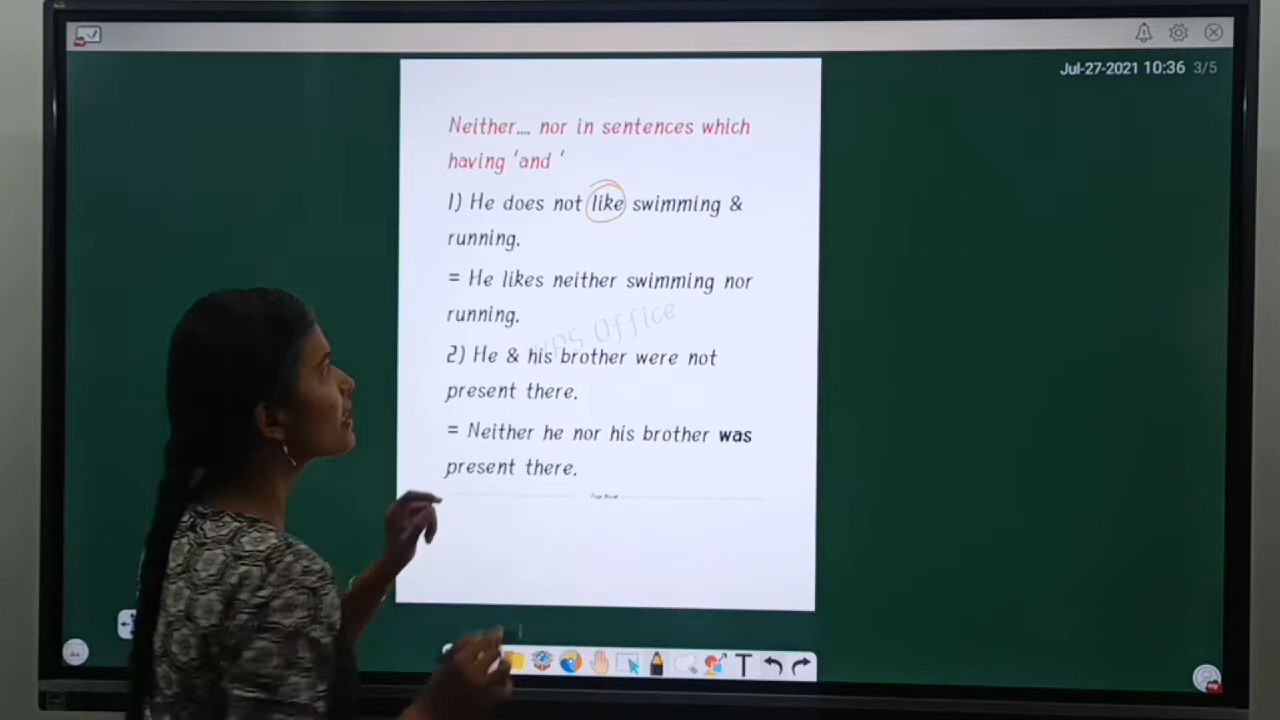 Jul-27-2021 10:36 3/5
Neither.... nor in sentences which
having 'and '
1) He does not like swimming &
running.
= He likes neither swimming nor
running.
WPS Office
2) He & his brother were not
present there.
= Neither he nor his brother was
present there.
T